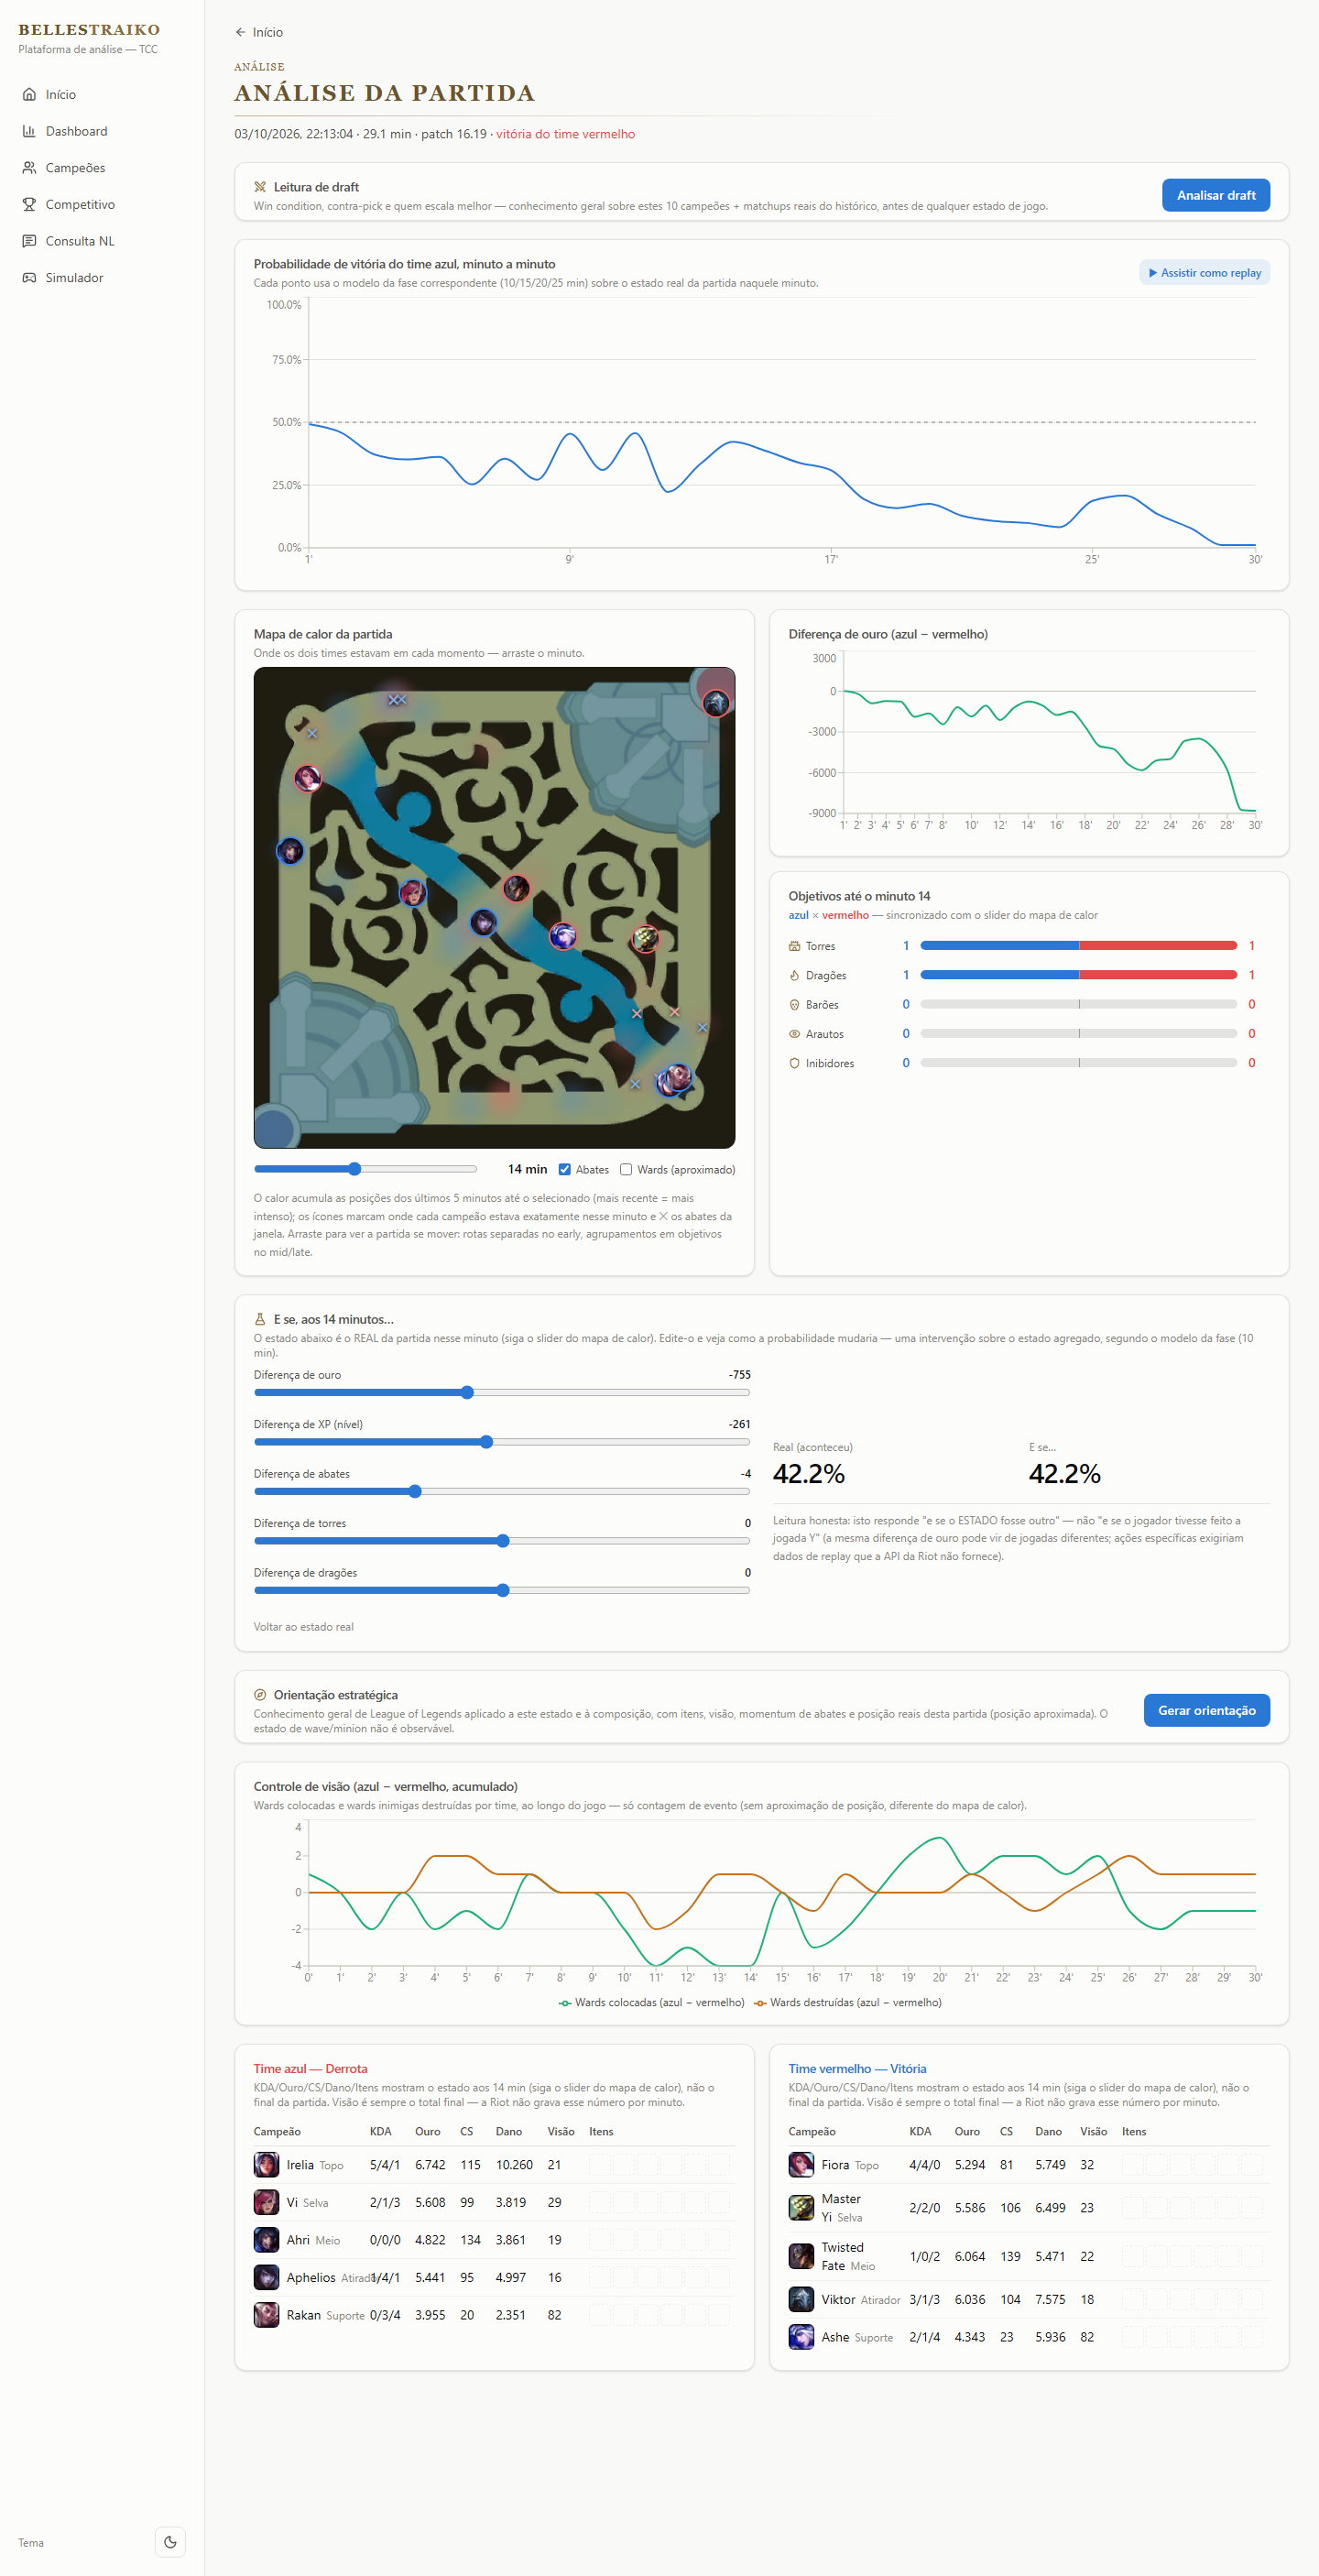 BELLESTRAIKO
Plataforma de análise — TCC
Início
Dashboard
Campeões
Competitivo
Consulta NL
Simulador
Tema
← Início
ANÁLISE
ANÁLISE DA PARTIDA
03/10/2026, 22:13:04 · 29.1 min · patch 16.19 · vitória do time vermelho
Leitura de draft
Win condition, contra-pick e quem escala melhor — conhecimento geral sobre estes 10 campeões + matchups reais do histórico, antes de qualquer estado de jogo.
Analisar draft
Probabilidade de vitória do time azul, minuto a minuto
Cada ponto usa o modelo da fase correspondente (10/15/20/25 min) sobre o estado real da partida naquele minuto.
▶ Assistir como replay
100.0%
75.0%
50.0%
25.0%
0.0%
1' 9' 17' 25' 30'
Mapa de calor da partida
Onde os dois times estavam em cada momento — arraste o minuto.
14 min Abates Wards (aproximado)
O calor acumula as posições dos últimos 5 minutos até o selecionado (mais recente = mais
intenso); os ícones marcam onde cada campeão estava exatamente nesse minuto e ✕ os abates da
janela. Arraste para ver a partida se mover: rotas separadas no early, agrupamentos em objetivos
no mid/late.
Diferença de ouro (azul − vermelho)
3000
0
-3000
-6000
-9000
1' 2' 3' 4' 5' 6' 7' 8' 10' 12' 14' 16' 18' 20' 22' 24' 26' 28' 30'
Objetivos até o minuto 14
azul × vermelho — sincronizado com o slider do mapa de calor
Torres 1 1
Dragões 1 1
Barões 0 0
Arautos 0 0
Inibidores 0 0
E se, aos 14 minutos...
O estado abaixo é o REAL da partida nesse minuto (siga o slider do mapa de calor). Edite-o e veja como a probabilidade mudaria — uma intervenção sobre o estado agregado, segundo o modelo da fase (10
min).
Diferença de ouro -755
Diferença de XP (nível) -261
Diferença de abates -4
Diferença de torres 0
Diferença de dragões 0
Voltar ao estado real
Real (aconteceu) E se...
42.2% 42.2%
Leitura honesta: isto responde "e se o ESTADO fosse outro" — não "e se o jogador tivesse feito a
jogada Y" (a mesma diferença de ouro pode vir de jogadas diferentes; ações específicas exigiriam
dados de replay que a API da Riot não fornece).
Orientação estratégica
Conhecimento geral de League of Legends aplicado a este estado e à composição, com itens, visão, momentum de abates e posição reais desta partida (posição aproximada). O
estado de wave/minion não é observável.
Gerar orientação
Controle de visão (azul − vermelho, acumulado)
Wards colocadas e wards inimigas destruídas por time, ao longo do jogo — só contagem de evento (sem aproximação de posição, diferente do mapa de calor).
4
2
0
-2
-4
0' 1' 2' 3' 4' 5' 6' 7' 8' 9' 10' 11' 12' 13' 14' 15' 16' 17' 18' 19' 20' 21' 22' 23' 24' 25' 26' 27' 28' 29' 30'
Wards colocadas (azul − vermelho) Wards destruídas (azul − vermelho)
Time azul — Derrota
KDA/Ouro/CS/Dano/Itens mostram o estado aos 14 min (siga o slider do mapa de calor), não o
final da partida. Visão é sempre o total final — a Riot não grava esse número por minuto.
Campeão KDA Ouro CS Dano Visão Itens
Irelia Topo 5/4/1 6.742 115 10.260 21
Vi Selva 2/1/3 5.608 99 3.819 29
Ahri Meio 0/0/0 4.822 134 3.861 19
Aphelios Atirado 1/4/1 5.441 95 4.997 16
Rakan Suporte 0/3/4 3.955 20 2.351 82
Time vermelho — Vitória
KDA/Ouro/CS/Dano/Itens mostram o estado aos 14 min (siga o slider do mapa de calor), não o
final da partida. Visão é sempre o total final — a Riot não grava esse número por minuto.
Campeão KDA Ouro CS Dano Visão Itens
Fiora Topo 4/4/0 5.294 81 5.749 32
Master
Yi Selva 2/2/0 5.586 106 6.499 23
Twisted
Fate Meio 1/0/2 6.064 139 5.471 22
Viktor Atirador 3/1/3 6.036 104 7.575 18
Ashe Suporte 2/1/4 4.343 23 5.936 82